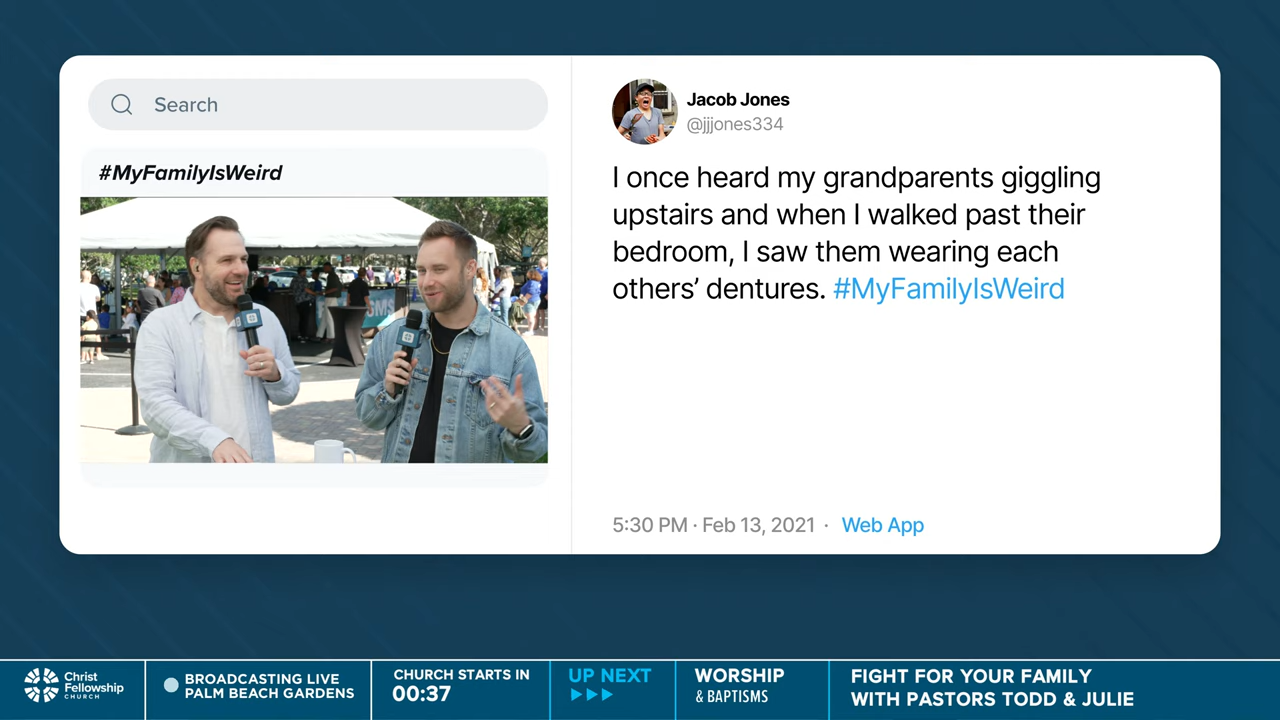 Search
#MyFamilyIsWeird
SMS
Jacob Jones
@jjjones334
I once heard my grandparents giggling
upstairs and when I walked past their
bedroom, I saw them wearing each
others’ dentures. #MyFamilyIsWeird
5:30 PM · Feb 13, 2021 · Web App
Christ
Fellowship
CHURCH
BROADCASTING LIVE
PALM BEACH GARDENS
CHURCH STARTS IN
00:37
UP NEXT
WORSHIP
& BAPTISMS
FIGHT FOR YOUR FAMILY
WITH PASTORS TODD & JULIE